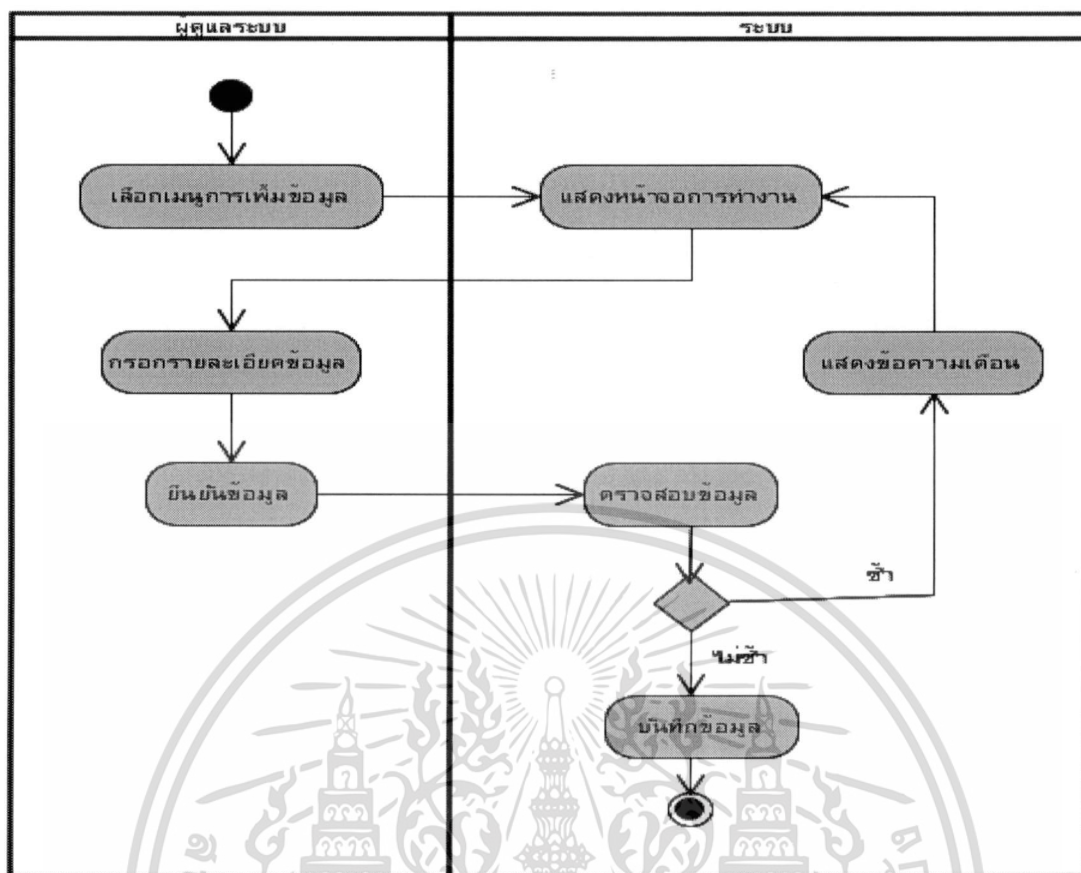 ผู้ดูแลระบบ
ระบบ
เลือกเมนูการเพิ่มข้อมูล
แสดงหน้าจอการทำงาน
กรอกรายละเอียดข้อมูล
แสดงข้อความเตือน
ยืนยันข้อมูล
ตรวจสอบข้อมูล
ซ้ำ
ไม่ซ้ำ
บันทึกข้อมูล